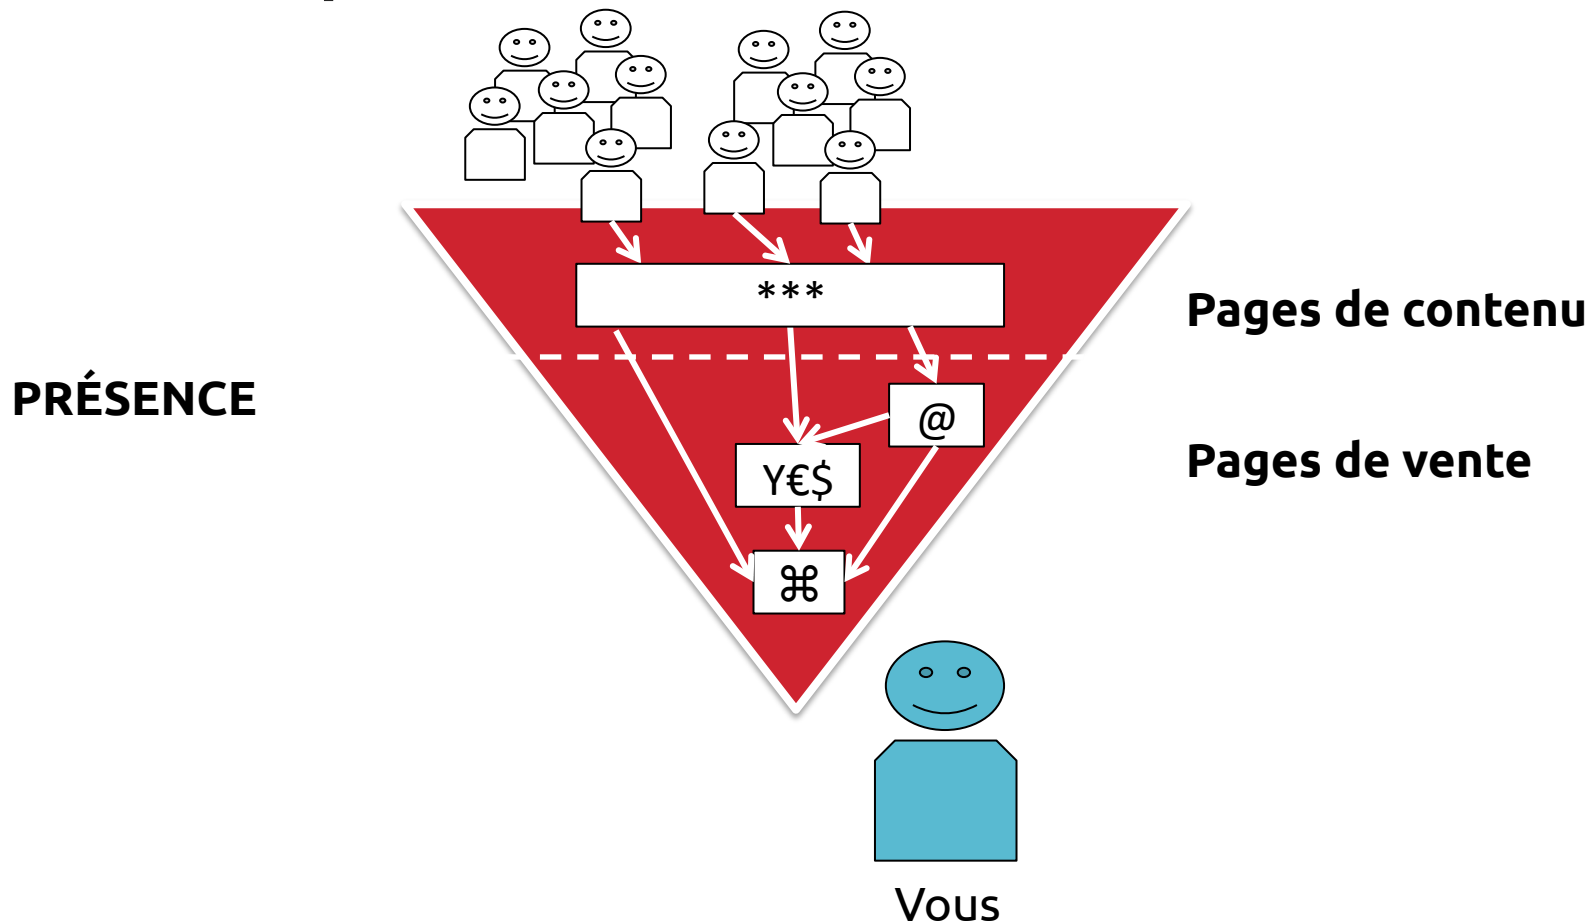 ***
Pages de contenu
PRÉSENCE
@
Pages de vente
Y€$
⌘
Vous